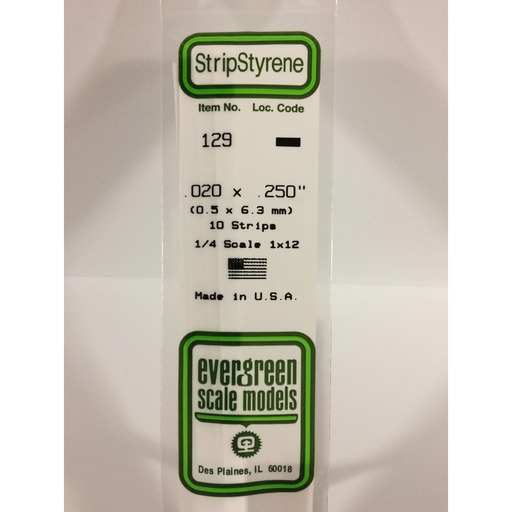 StripStyrene
Item No. Loc. Code
129
.020 x .250"
(0.5 x 6.3 mm)
10 Strips
1/4 Scale 1x12
Made in U.S.A.
evergreen
scale models
Des Plaines, IL 60018